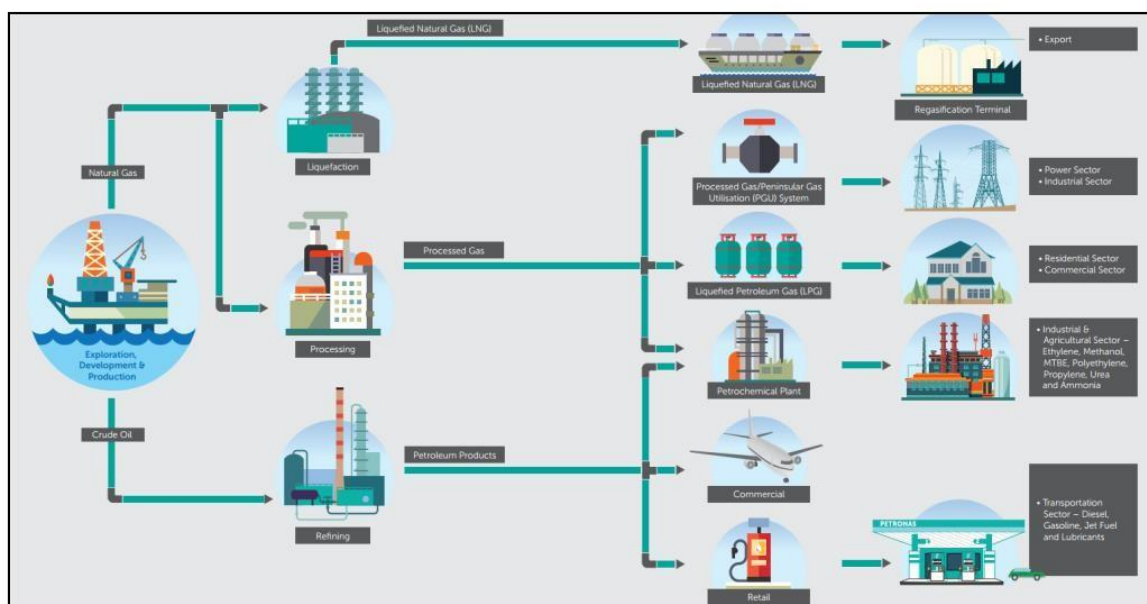 Liquefied Natural Gas (LNG)
Liquefied Natural Gas (LNG)
Regasification Terminal
• Export
Natural Gas
Liquefaction
Processed Gas/Peninsular Gas
Utilisation (PGU) System
• Power Sector
• Industrial Sector
Exploration,
Development &
Production
Processing
Processed Gas
Liquefied Petroleum Gas (LPG)
• Residential Sector
• Commercial Sector
Petrochemical Plant
• Industrial &
Agricultural Sector –
Ethylene, Methanol,
MTBE, Polyethylene,
Propylene, Urea
and Ammonia
Crude Oil
Refining
Petroleum Products
Commercial
Retail
PETRONAS
• Transportation
Sector – Diesel,
Gasoline, Jet Fuel
and Lubricants